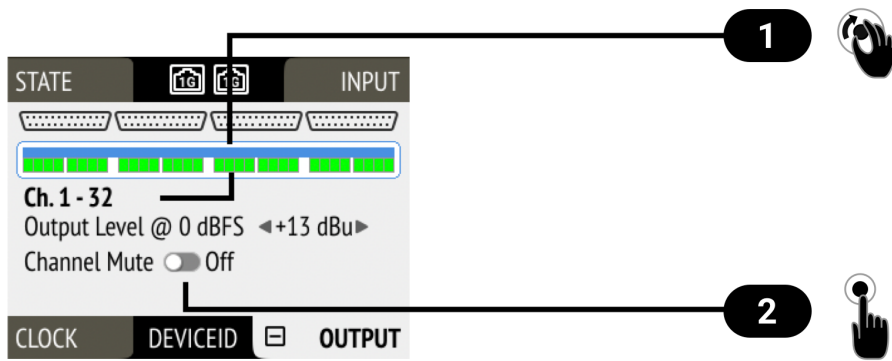 1
STATE 1G 1G INPUT
Ch. 1 - 32
Output Level @ 0 dBFS ◀+13 dBu▶
Channel Mute Off
2
CLOCK DEVICEID OUTPUT